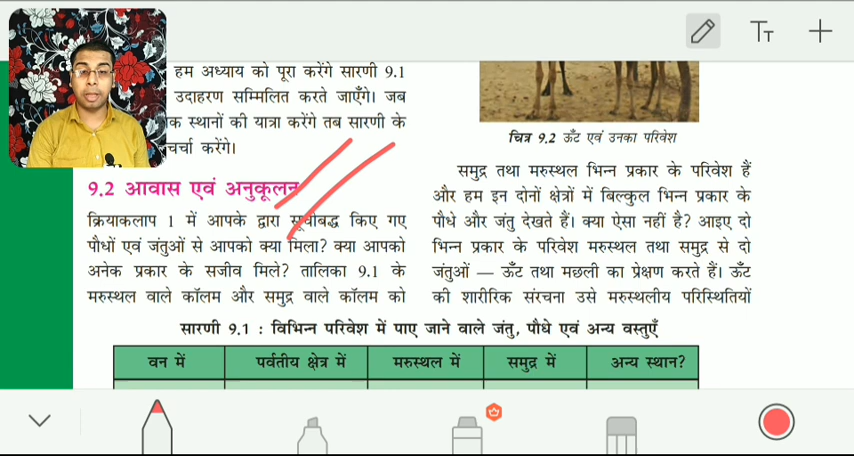 हम अध्याय को पूरा करेंगे सारणी 9.1
उदाहरण सम्मिलित करते जाएँगे। जब
क स्थानों की यात्रा करेंगे तब सारणी के
चर्चा करेंगे।
9.2 आवास एवं अनुकूलन
क्रियाकलाप 1 में आपके द्वारा सूचीबद्ध किए गए
पौधों एवं जंतुओं से आपको क्या मिला? क्या आपको
अनेक प्रकार के सजीव मिले? तालिका 9.1 के
मरुस्थल वाले कॉलम और समुद्र वाले कॉलम को
चित्र 9.2 ऊँट एवं उनका परिवेश
समुद्र तथा मरुस्थल भिन्न प्रकार के परिवेश हैं
और हम इन दोनों क्षेत्रों में बिल्कुल भिन्न प्रकार के
पौधे और जंतु देखते हैं। क्या ऐसा नहीं है? आइए दो
भिन्न प्रकार के परिवेश मरुस्थल तथा समुद्र से दो
जंतुओं — ऊँट तथा मछली का प्रेक्षण करते हैं। ऊँट
की शारीरिक संरचना उसे मरुस्थलीय परिस्थितियों
सारणी 9.1 : विभिन्न परिवेश में पाए जाने वाले जंतु, पौधे एवं अन्य वस्तुएँ
वन में पर्वतीय क्षेत्र में मरुस्थल में समुद्र में अन्य स्थान?